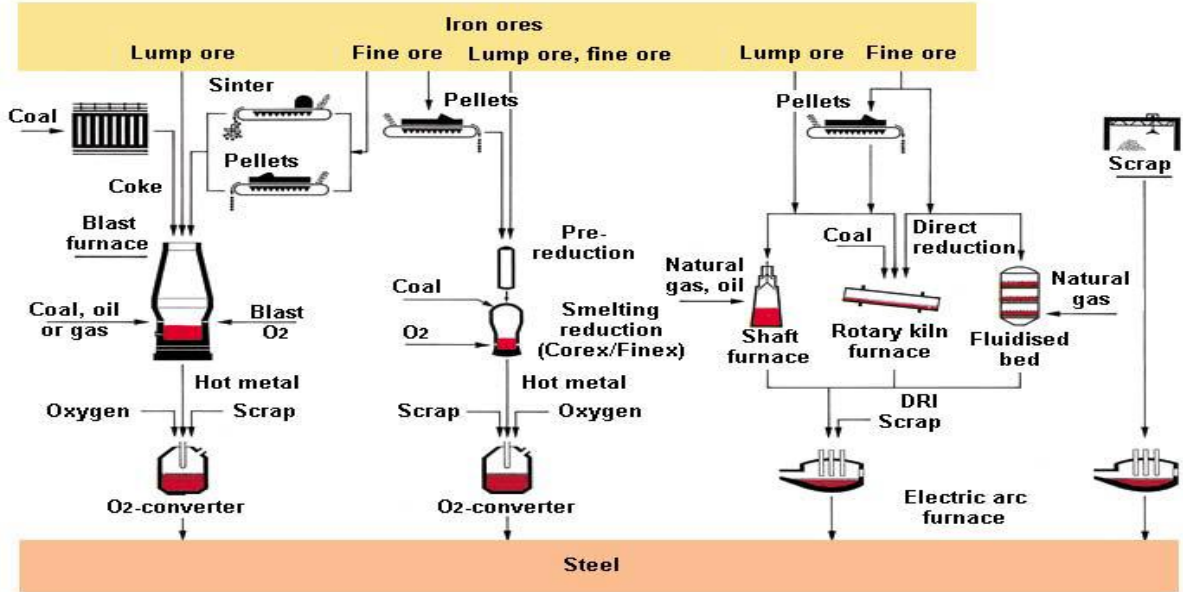 Iron ores
Lump ore
Fine ore
Lump ore, fine ore
Lump ore
Fine ore
Sinter
Pellets
Pellets
Coal
Scrap
Pellets
Coke
Blast
furnace
Pre-
reduction
Coal
Direct
reduction
Natural
gas, oil
Natural
gas
Coal
Coal, oil
or gas
Blast
O2
O2
Smelting
reduction
(Corex/Finex)
Shaft
furnace
Rotary kiln
furnace
Fluidised
bed
Hot metal
Hot metal
Oxygen
Scrap
Scrap
Oxygen
DRI
Scrap
O2-converter
O2-converter
Electric arc
furnace
Steel